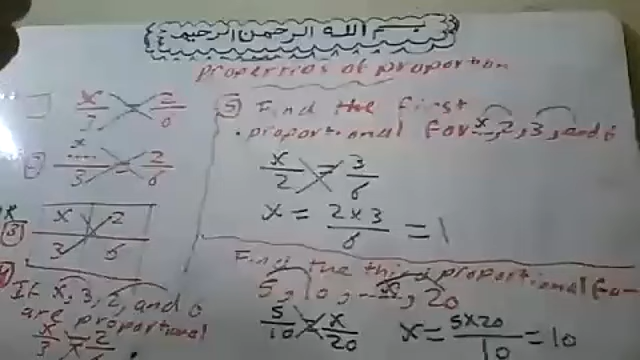 بسم الله الرحمن الرحيم
properties of proportion
x/3 = 2/6
② x/3 = 2/6
③ x 2
3 6
④ If x, 3, 2, and 6
are proportional
x/3 = 2/6
⑤ Find the first
proportional for x, 2, 3, and 6
x/2 = 3/6
x = 2×3/6 = 1
Find the third proportional for
5, 10, x, 20
5/10 = x/20
x = 5×20/10 = 10